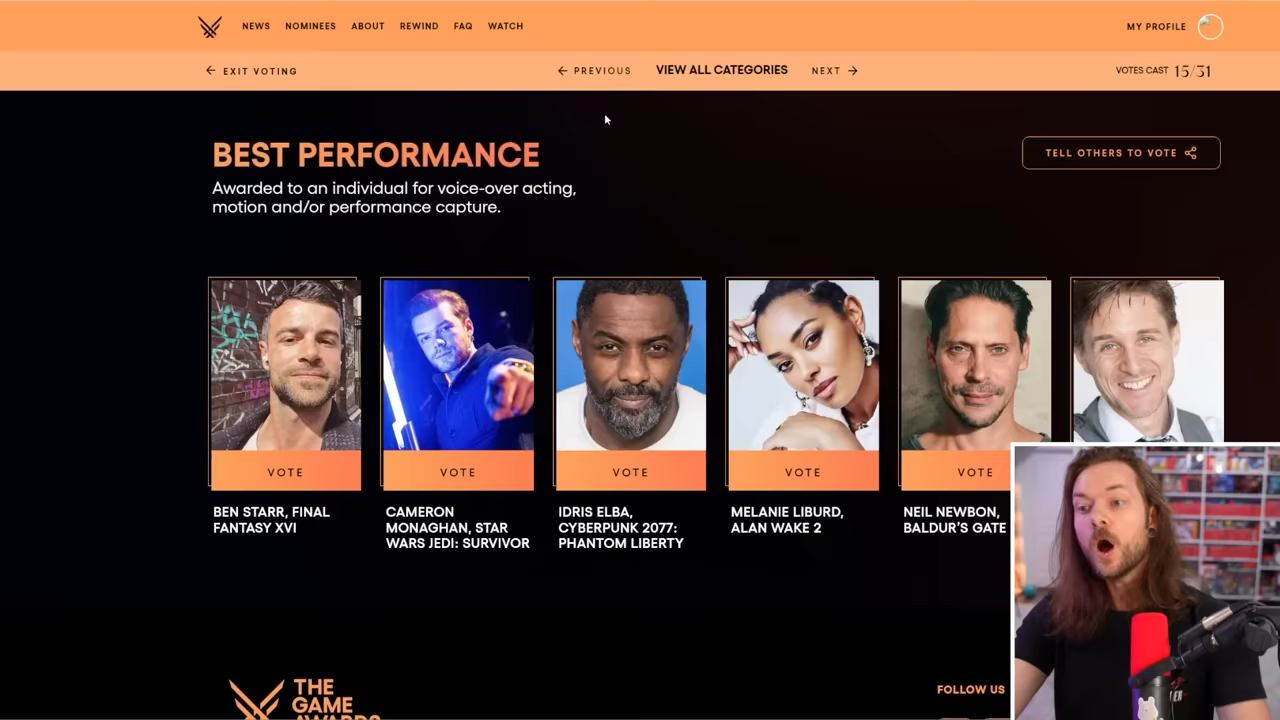 NEWS NOMINEES ABOUT REWIND FAQ WATCH
MY PROFILE
EXIT VOTING
PREVIOUS
VIEW ALL CATEGORIES
NEXT
VOTES CAST 15/31
BEST PERFORMANCE
TELL OTHERS TO VOTE
Awarded to an individual for voice-over acting,
motion and/or performance capture.
VOTE
VOTE
VOTE
VOTE
VOTE
BEN STARR, FINAL
FANTASY XVI
CAMERON
MONAGHAN, STAR
WARS JEDI: SURVIVOR
IDRIS ELBA,
CYBERPUNK 2077:
PHANTOM LIBERTY
MELANIE LIBURD,
ALAN WAKE 2
NEIL NEWBON,
BALDUR'S GATE
THE
GAME
AWARDS
FOLLOW US